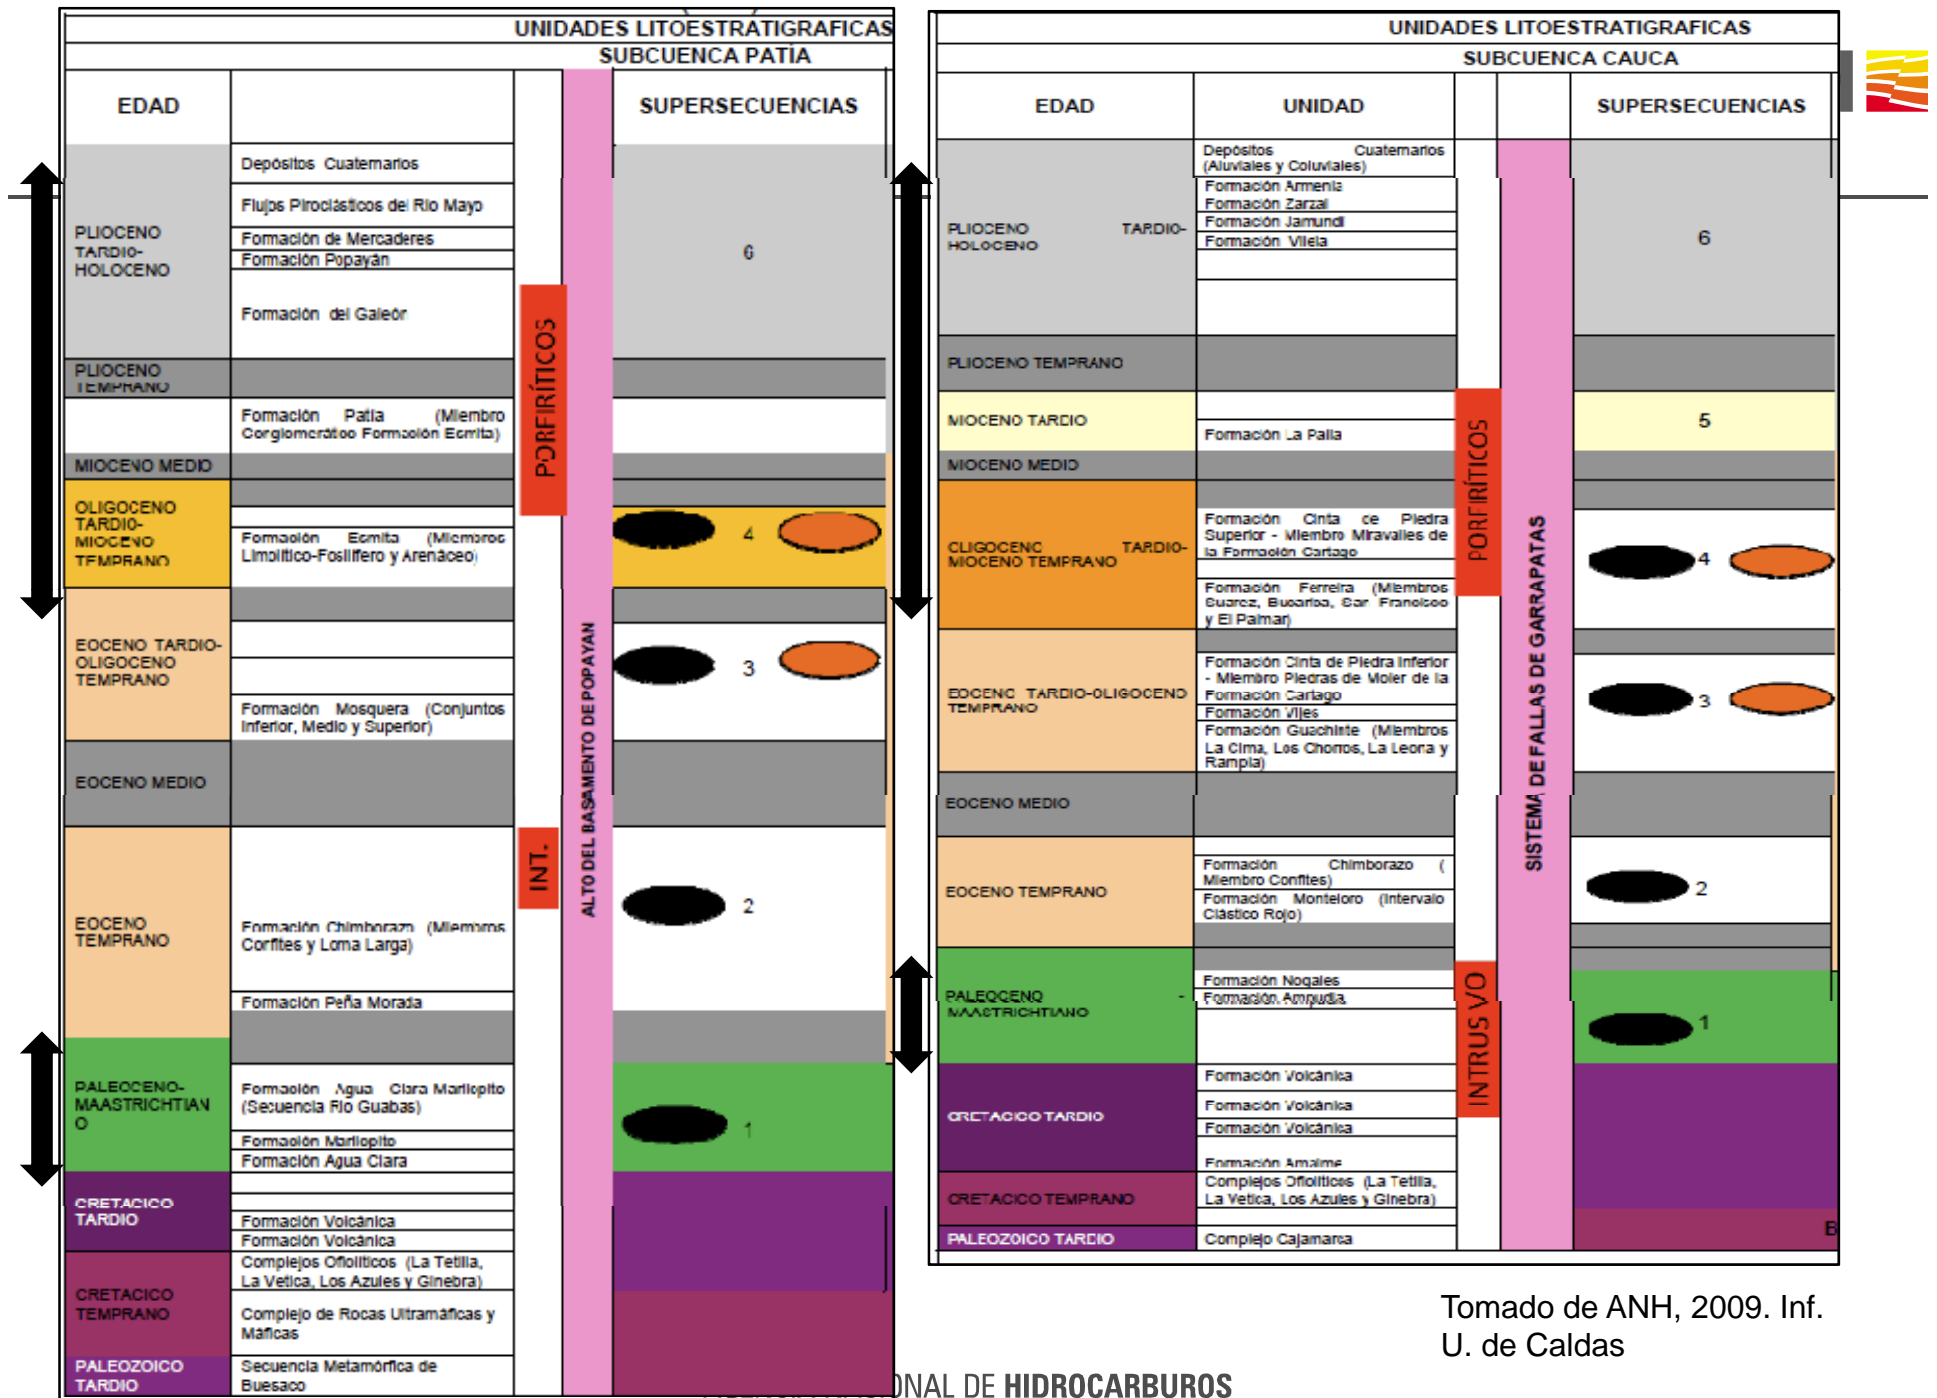 UNIDADES LITOESTRATIGRAFICAS
SUBCUENCA PATÍA
EDAD
SUPERSECUENCIAS
PLIOCENO
TARDIO-
HOLOCENO
Depósitos Cuaternarios
Flujos Piroclásticos del Río Mayo
Formación de Mercaderes
Formación Popayán
Formación del Galeón
6
PLIOCENO
TEMPRANO
Formación Patía (Miembro
Conglomerático Formación Esmita)
MIOCENO MEDIO
OLIGOCENO
TARDIO-
MIOCENO
TEMPRANO
Formación Esmita (Miembros
Limolítico-Fosilífero y Arenáceo)
4
EOCENO TARDIO-
OLIGOCENO
TEMPRANO
Formación Mosquera (Conjuntos
Inferior, Medio y Superior)
3
EOCENO MEDIO
EOCENO
TEMPRANO
Formación Chimborazo (Miembros
Confites y Loma Larga)
Formación Peña Morada
2
PALEOCENO-
MAASTRICHTIAN
O
Formación Agua Clara-Marilopito
(Secuencia Río Guabas)
Formación Marilopito
Formación Agua Clara
1
CRETACICO
TARDIO
Formación Volcánica
Formación Volcánica
CRETACICO
TEMPRANO
Complejos Ofiolíticos (La Tetilla,
La Vetica, Los Azules y Ginebra)
Complejo de Rocas Ultramáficas y
Máficas
PALEOZOICO
TARDIO
Secuencia Metamórfica de
Buesaco
PORFIRÍTICOS
INT.
ALTO DEL BASAMENTO DE POPAYAN
UNIDADES LITOESTRATIGRAFICAS
SUBCUENCA CAUCA
EDAD
UNIDAD
SUPERSECUENCIAS
PLIOCENO TARDIO-
HOLOCENO
Depósitos Cuaternarios
(Aluviales y Coluviales)
Formación Armenia
Formación Zarzal
Formación Jamundí
Formación Vilela
6
PLIOCENO TEMPRANO
MIOCENO TARDIO
Formación La Paila
5
MIOCENO MEDIO
OLIGOCENO TARDIO-
MIOCENO TEMPRANO
Formación Cinta de Piedra
Superior - Miembro Miravalles de
la Formación Cartago
Formación Ferreira (Miembros
Suarez, Bucarica, San Francisco
y El Palmar)
4
EOCENO TARDIO-OLIGOCENO
TEMPRANO
Formación Cinta de Piedra Inferior
- Miembro Piedras de Moler de la
Formación Cartago
Formación Vijes
Formación Guachinte (Miembros
La Cima, Los Chorros, La Leona y
Rampla)
3
EOCENO MEDIO
EOCENO TEMPRANO
Formación Chimborazo (
Miembro Confites)
Formación Monteloro (Intervalo
Clástico Rojo)
2
PALEOCENO -
MAASTRICHTIANO
Formación Nogales
Formación Ampudia
1
CRETACICO TARDIO
Formación Volcánica
Formación Volcánica
Formación Volcánica
Formación Amaime
CRETACICO TEMPRANO
Complejos Ofiolíticos (La Tetilla,
La Vetica, Los Azules y Ginebra)
B
PALEOZOICO TARDIO
Complejo Cajamarca
PORFIRÍTICOS
INTRUS VO
SISTEMA DE FALLAS DE GARRAPATAS
Tomado de ANH, 2009. Inf.
U. de Caldas
DE HIDROCARBUROS